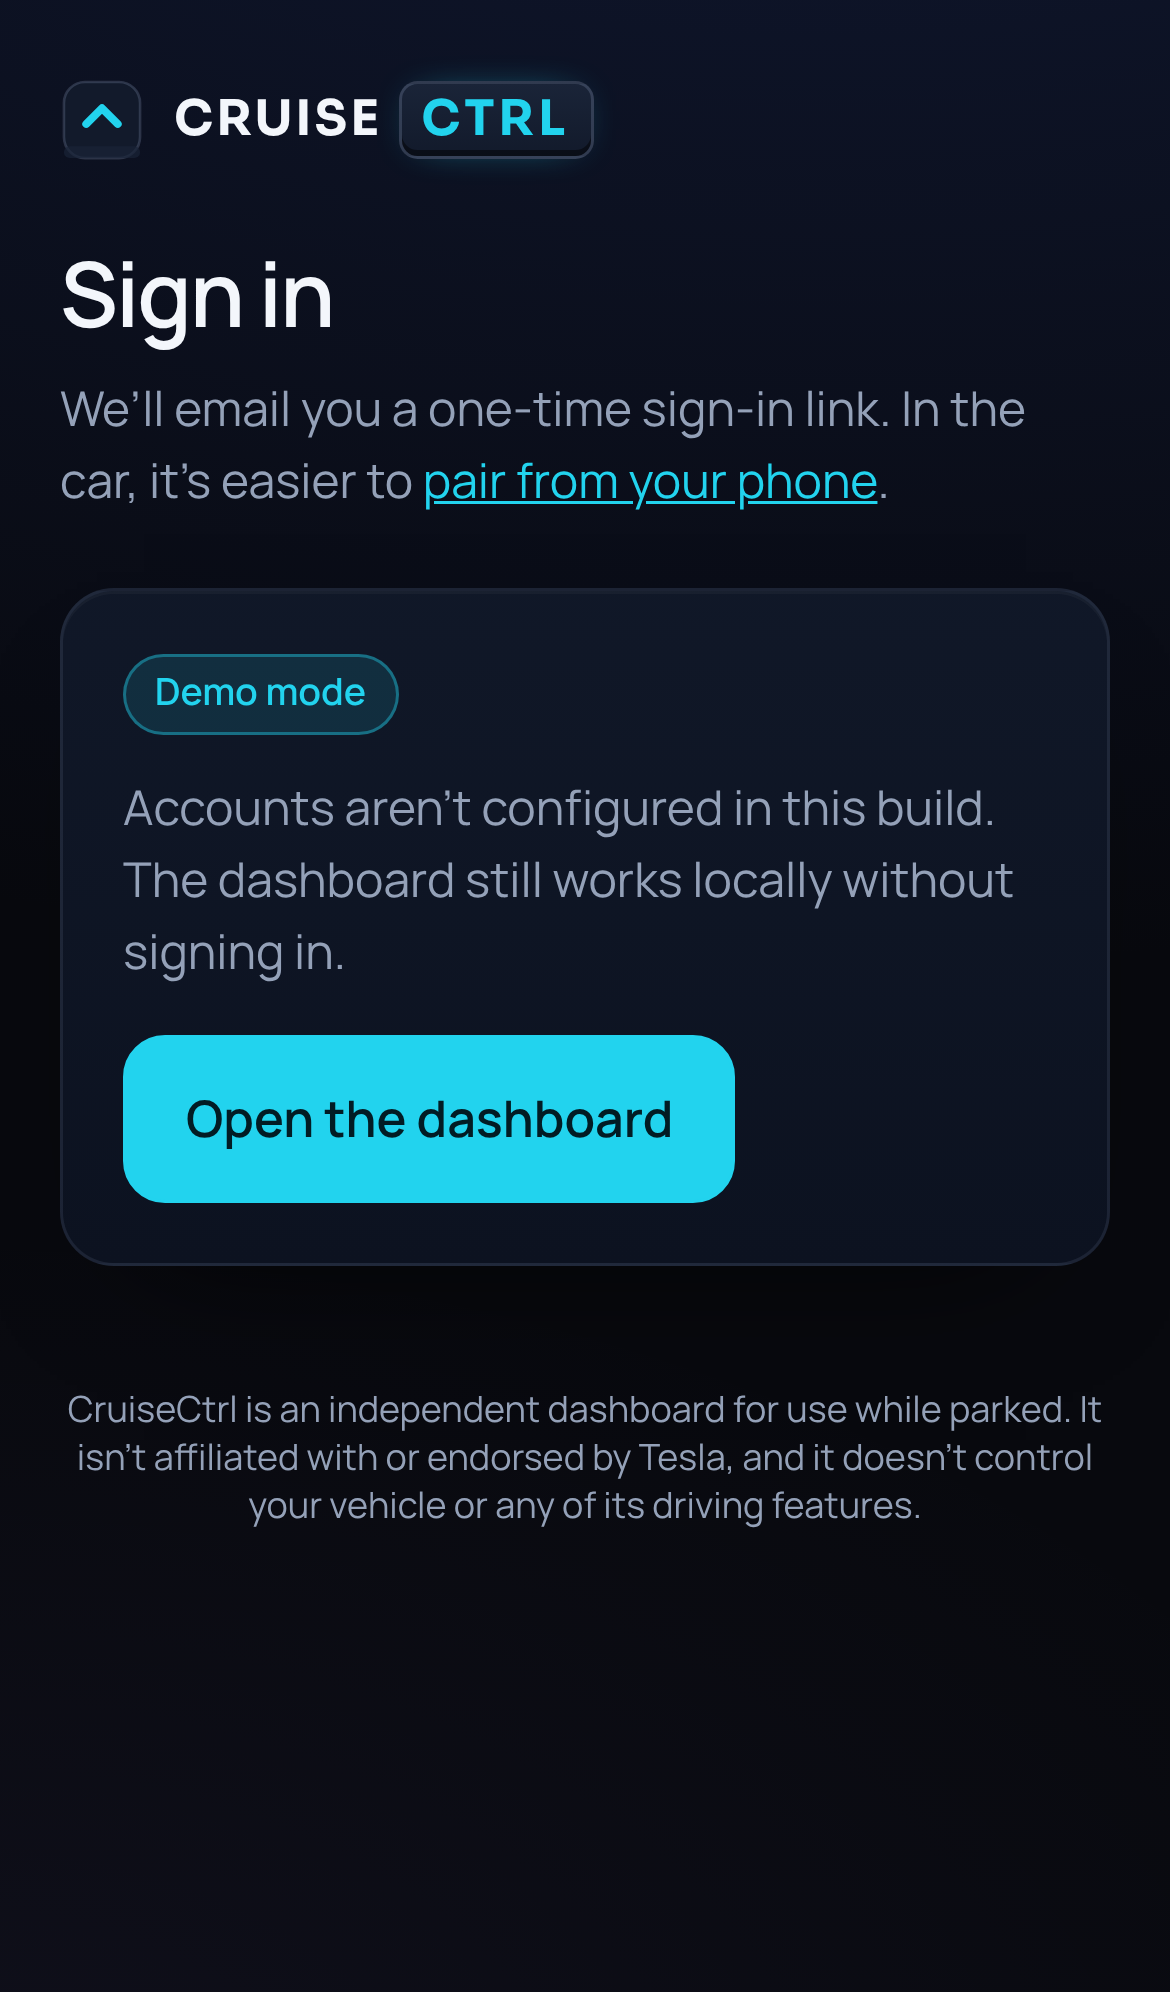 CRUISE CTRL
Sign in
We’ll email you a one-time sign-in link. In the
car, it’s easier to pair from your phone.
Demo mode
Accounts aren’t configured in this build.
The dashboard still works locally without
signing in.
Open the dashboard
CruiseCtrl is an independent dashboard for use while parked. It
isn’t affiliated with or endorsed by Tesla, and it doesn’t control
your vehicle or any of its driving features.